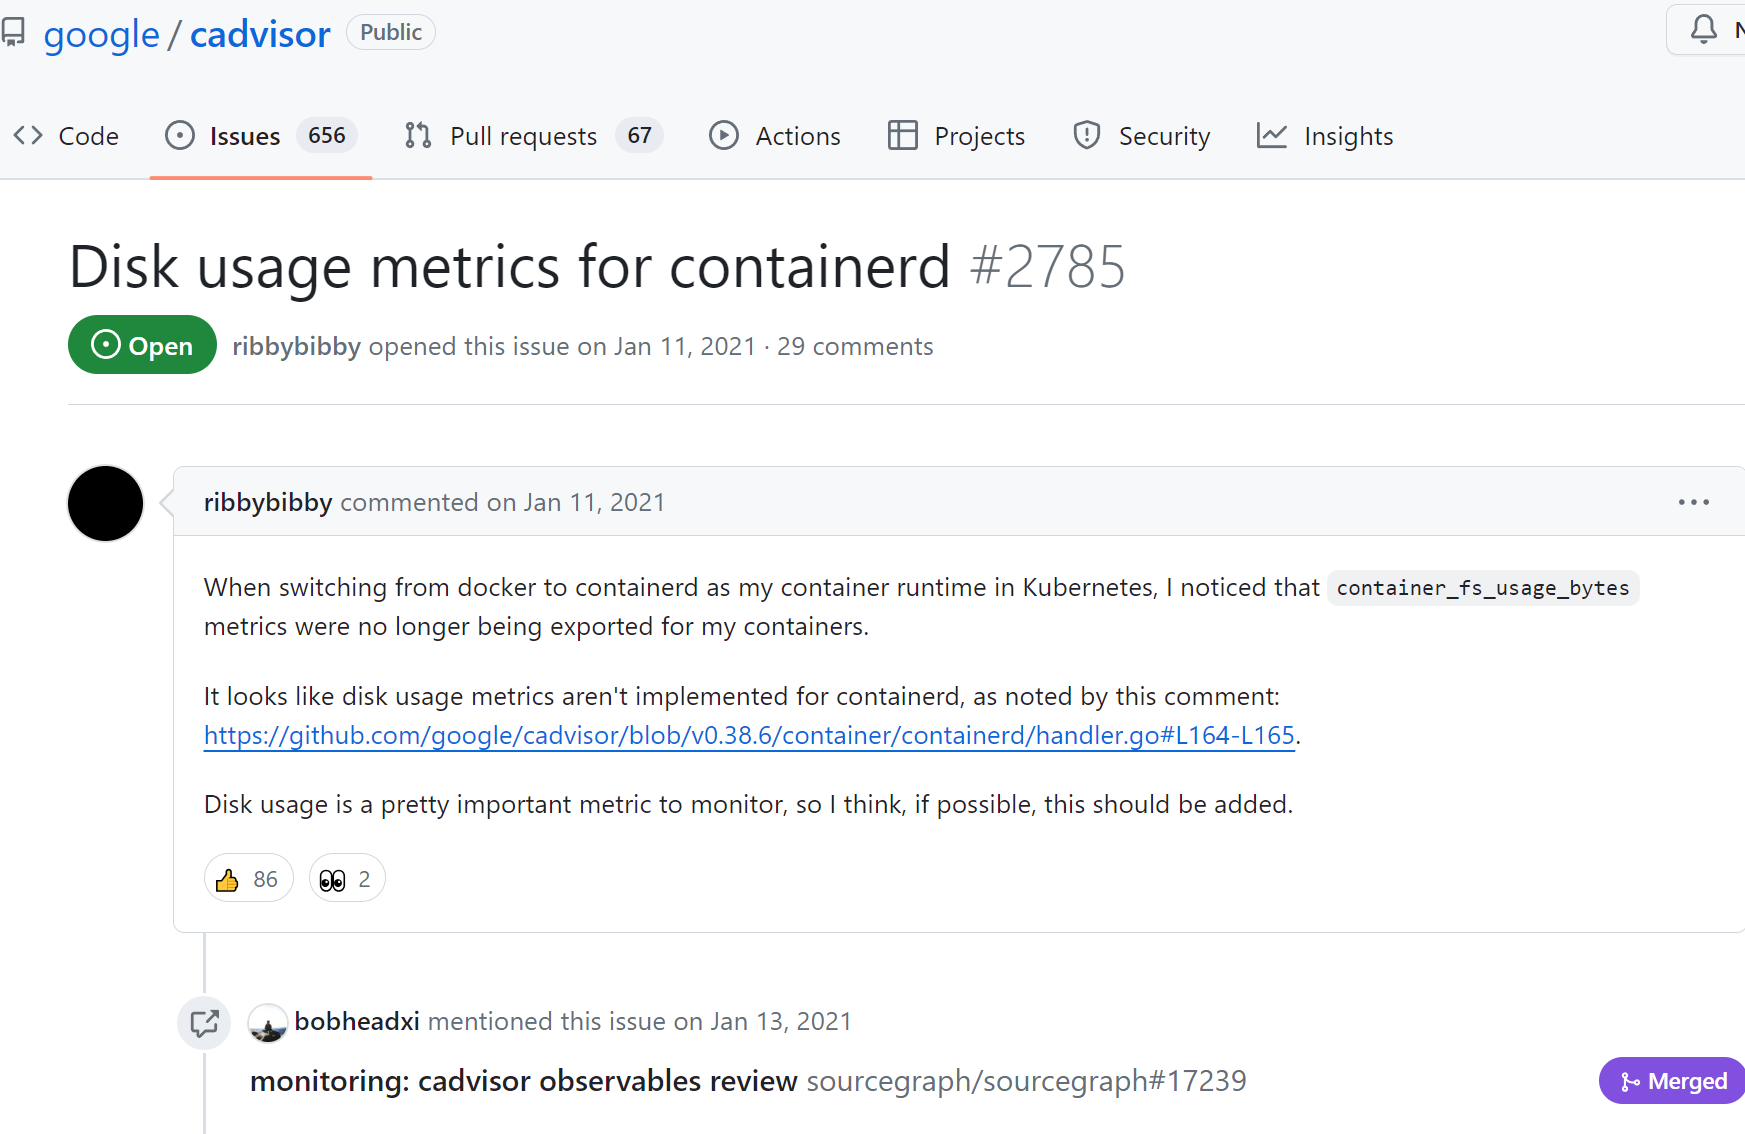 google / cadvisor Public
Code Issues 656 Pull requests 67 Actions Projects Security Insights
Disk usage metrics for containerd #2785
Open ribbybibby opened this issue on Jan 11, 2021 · 29 comments
ribbybibby commented on Jan 11, 2021
When switching from docker to containerd as my container runtime in Kubernetes, I noticed that container_fs_usage_bytes
metrics were no longer being exported for my containers.
It looks like disk usage metrics aren't implemented for containerd, as noted by this comment:
https://github.com/google/cadvisor/blob/v0.38.6/container/containerd/handler.go#L164-L165.
Disk usage is a pretty important metric to monitor, so I think, if possible, this should be added.
👍 86 👀 2
bobheadxi mentioned this issue on Jan 13, 2021
monitoring: cadvisor observables review sourcegraph/sourcegraph#17239
Merged